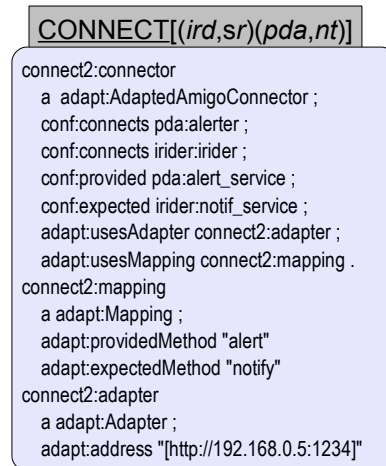 CONNECT[(ird,sr)(pda,nt)]
connect2:connector
a adapt:AdaptedAmigoConnector ;
conf:connects pda:alerter ;
conf:connects irider:irider ;
conf:provided pda:alert_service ;
conf:expected irider:notif_service ;
adapt:usesAdapter connect2:adapter ;
adapt:usesMapping connect2:mapping .
connect2:mapping
a adapt:Mapping ;
adapt:providedMethod "alert"
adapt:expectedMethod "notify"
connect2:adapter
a adapt:Adapter ;
adapt:address "[http://192.168.0.5:1234]"